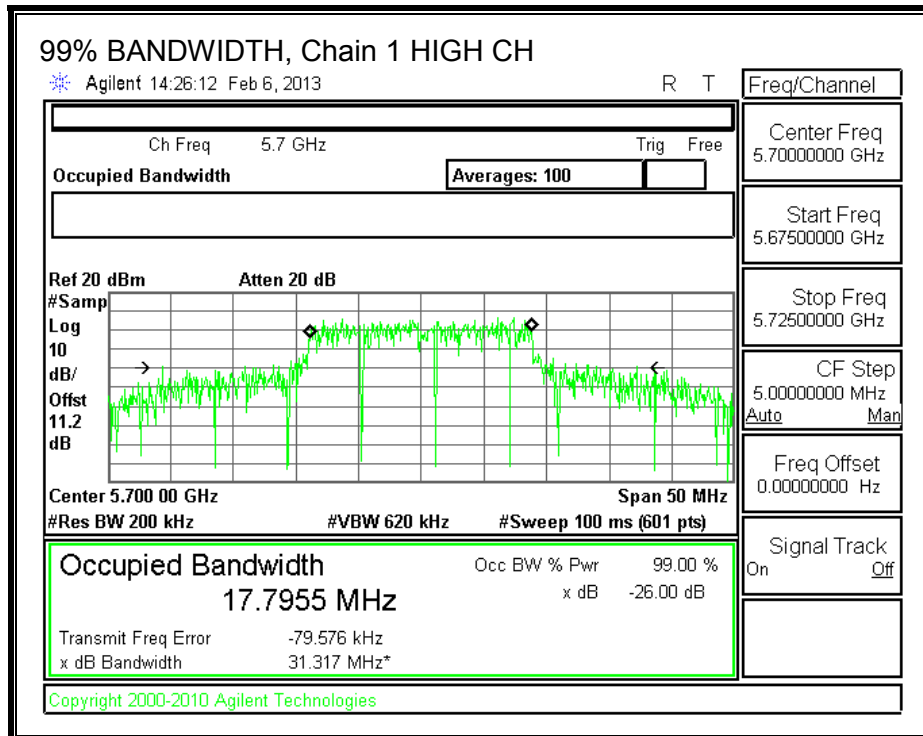 99% BANDWIDTH, Chain 1 HIGH CH
Agilent 14:26:12 Feb 6, 2013 R T
Ch Freq 5.7 GHz Trig Free
Occupied Bandwidth Averages: 100
Ref 20 dBm Atten 20 dB
#Samp
Log
10
dB/
Offst
11.2
dB
Center 5.700 00 GHz Span 50 MHz
#Res BW 200 kHz #VBW 620 kHz #Sweep 100 ms (601 pts)
Occupied Bandwidth Occ BW % Pwr 99.00 %
17.7955 MHz x dB -26.00 dB
Transmit Freq Error -79.576 kHz
x dB Bandwidth 31.317 MHz*
Copyright 2000-2010 Agilent Technologies
Freq/Channel
Center Freq
5.70000000 GHz
Start Freq
5.67500000 GHz
Stop Freq
5.72500000 GHz
CF Step
5.00000000 MHz
Auto Man
Freq Offset
0.00000000 Hz
Signal Track
On Off